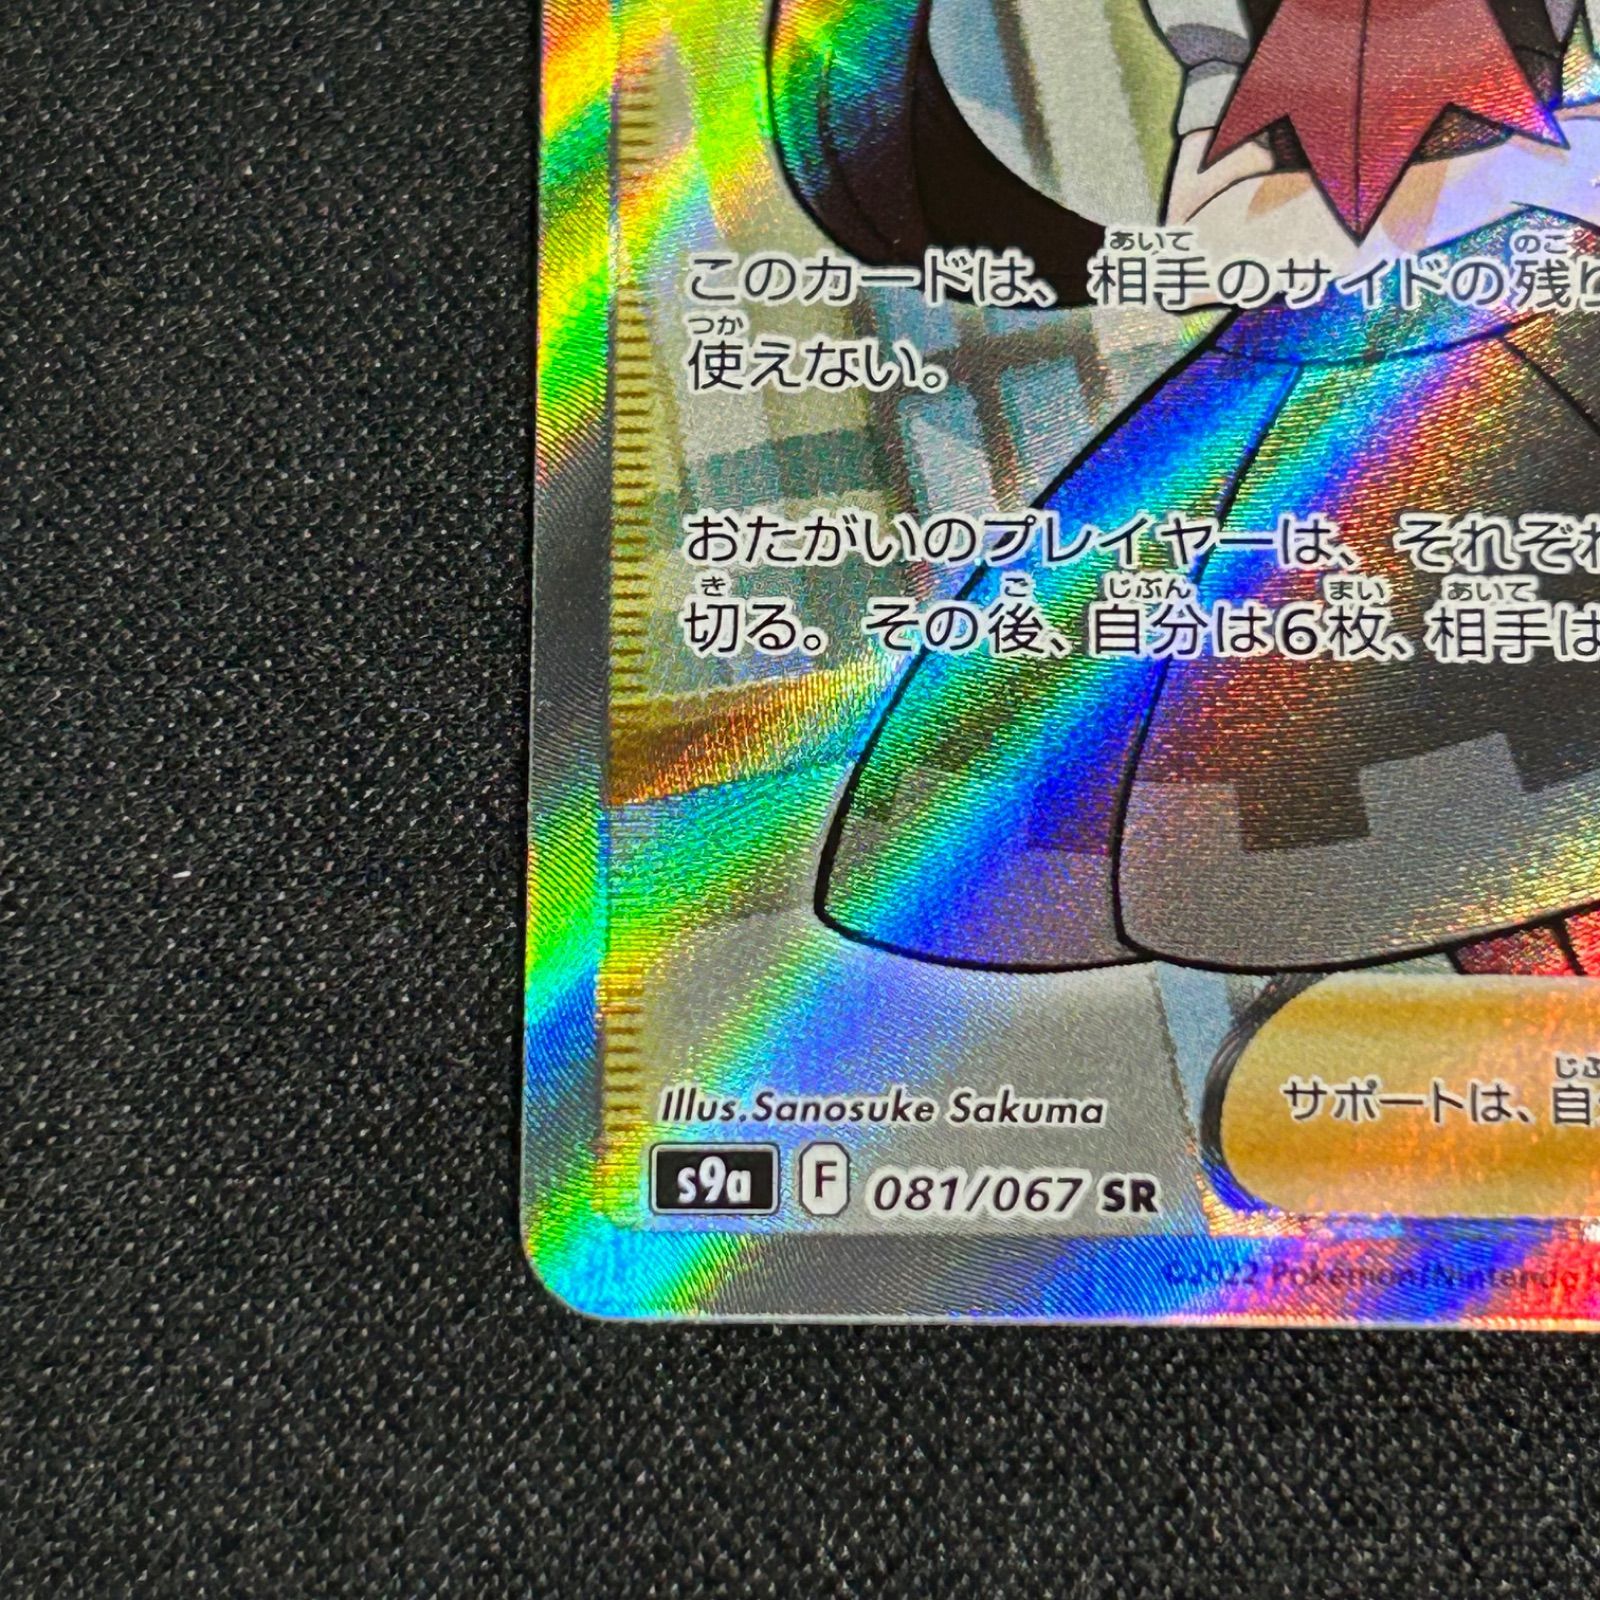 このカードは、相手のサイドの残り
使えない。
おたがいのプレイヤーは、それぞれ
切る。その後、自分は6枚、相手は
サポートは、自
Illus. Sanosuke Sakuma
s9a F 081/067 SR
©2022 Pokémon/Nintendo